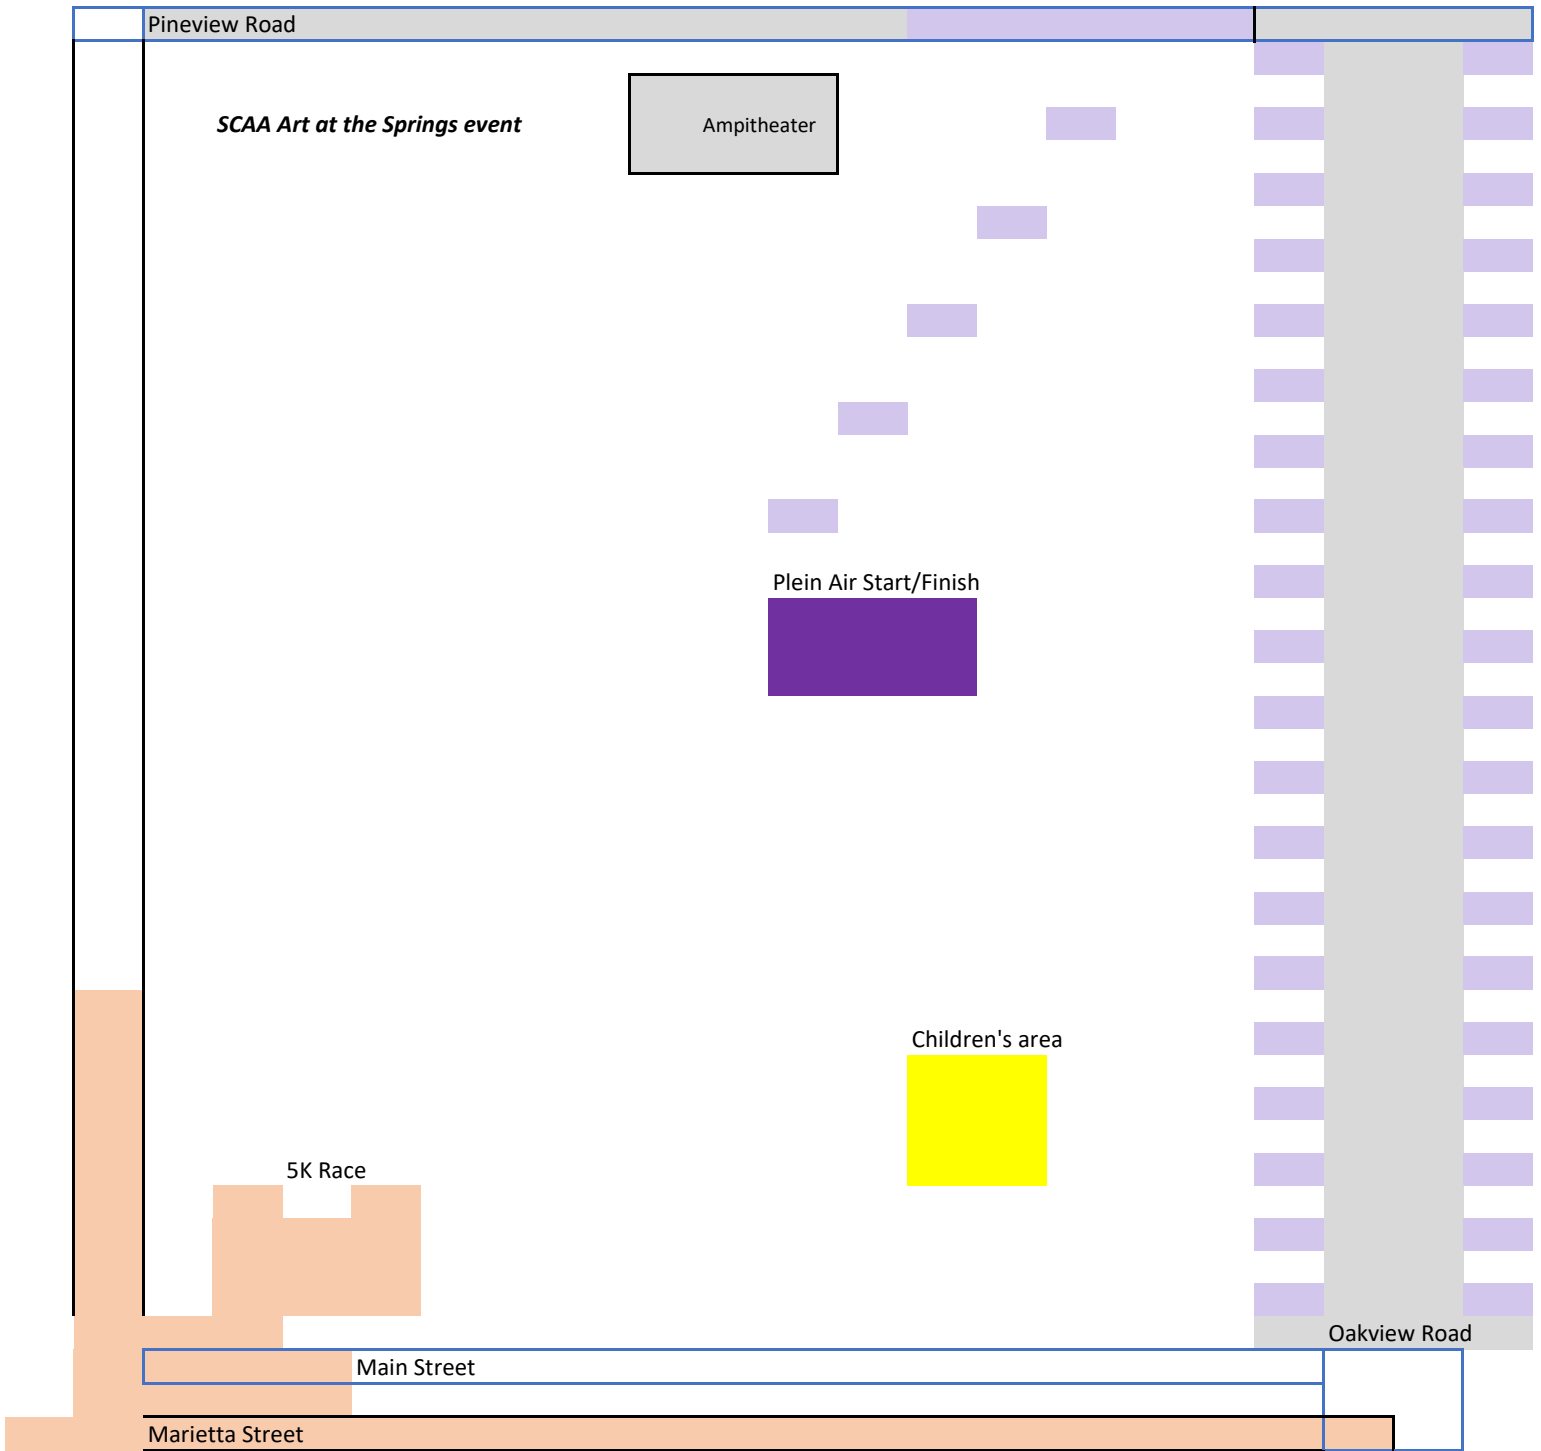 Pineview Road
SCAA Art at the Springs event
Ampitheater
Plein Air Start/Finish
Children's area
5K Race
Oakview Road
Main Street
Marietta Street